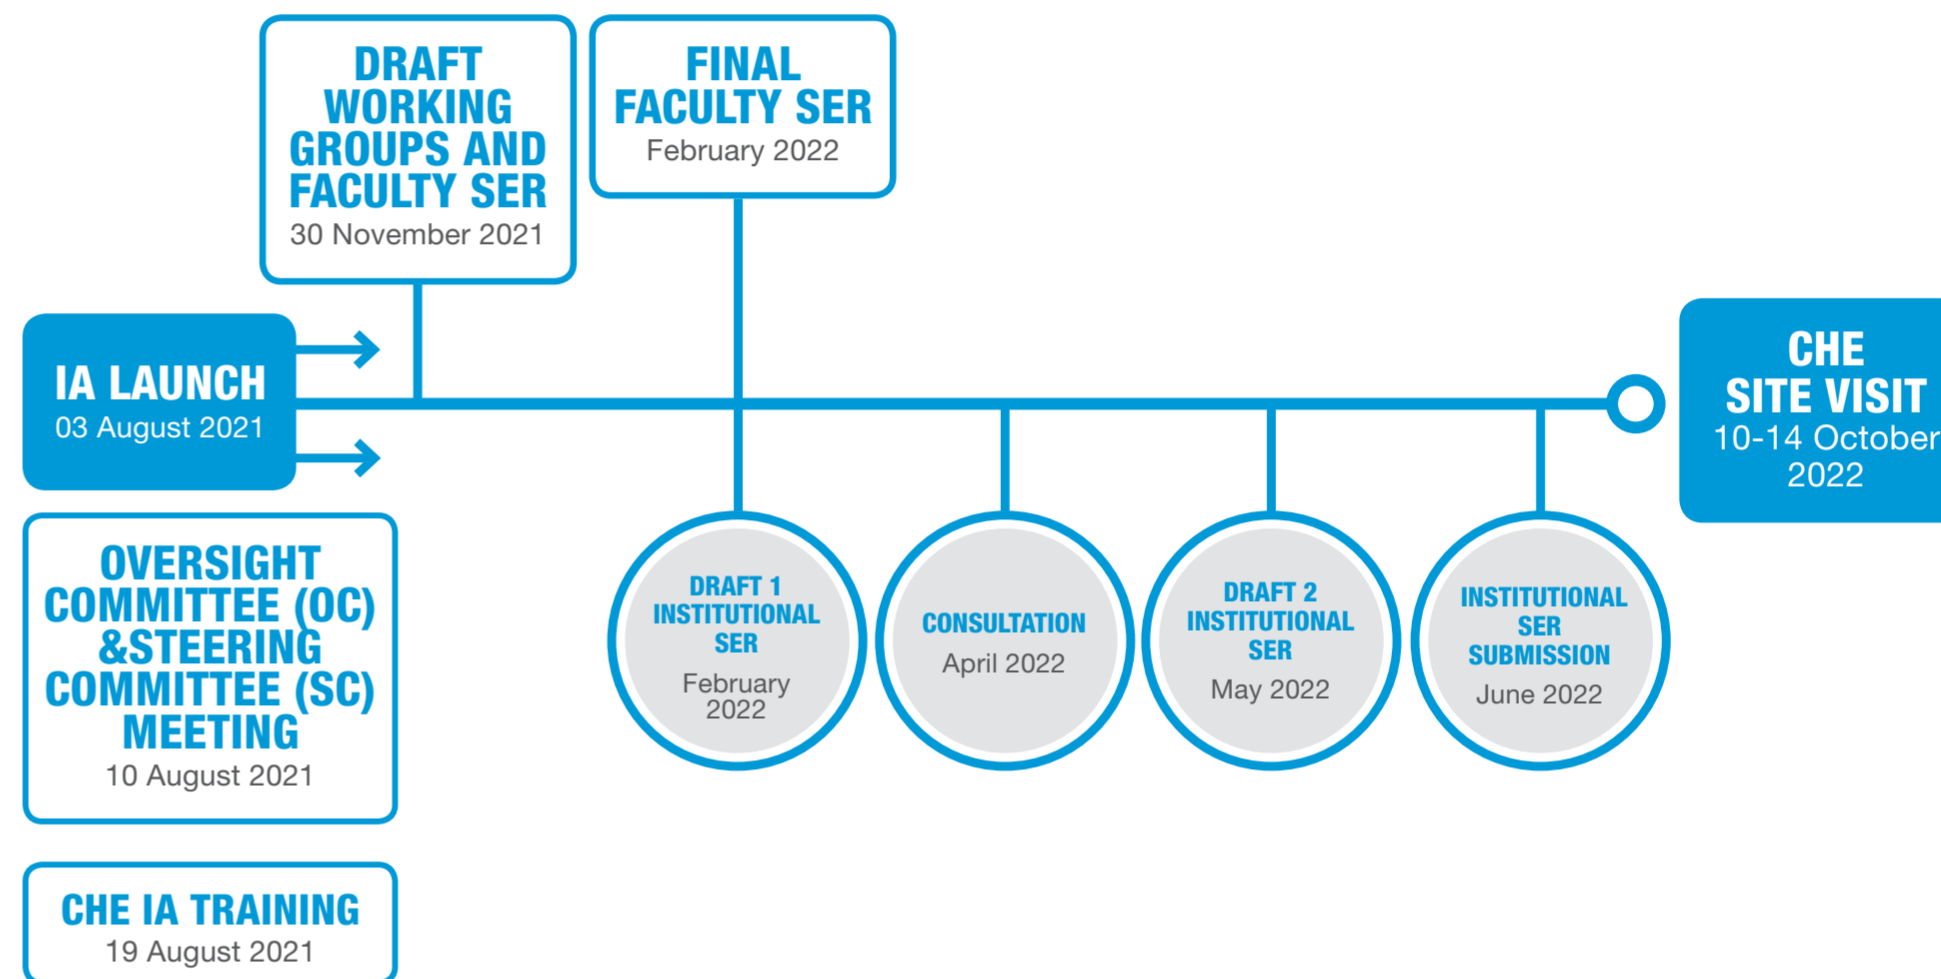 DRAFT
WORKING
GROUPS AND
FACULTY SER
30 November 2021
FINAL
FACULTY SER
February 2022
IA LAUNCH
03 August 2021
CHE
SITE VISIT
10-14 October
2022
OVERSIGHT
COMMITTEE (OC)
&STEERING
COMMITTEE (SC)
MEETING
10 August 2021
DRAFT 1
INSTITUTIONAL
SER
February
2022
CONSULTATION
April 2022
DRAFT 2
INSTITUTIONAL
SER
May 2022
INSTITUTIONAL
SER
SUBMISSION
June 2022
CHE IA TRAINING
19 August 2021